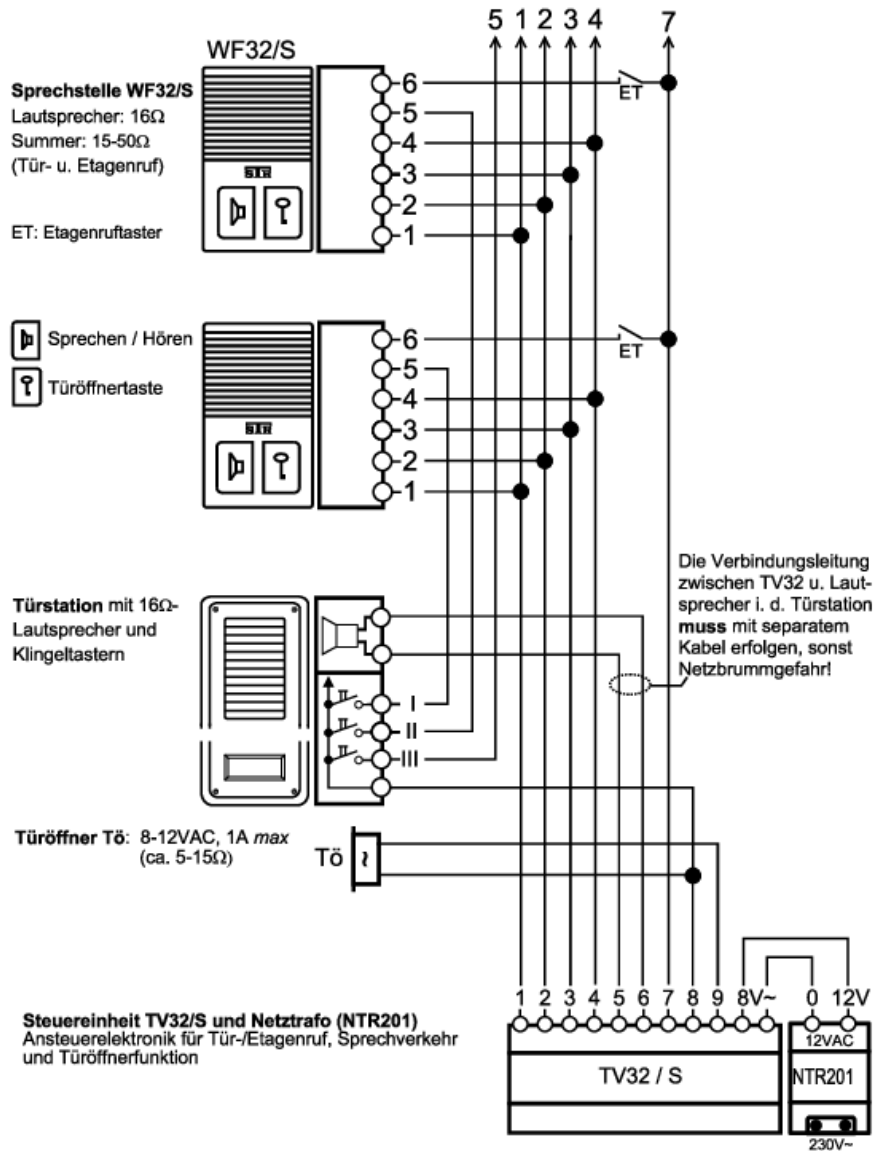 5 1 2 3 4 7
WF32/S
Sprechstelle WF32/S
Lautsprecher: 16Ω
Summer: 15-50Ω
(Tür- u. Etagenruf)
ET: Etagenruftaster
STR
6
5
4
3
2
1
ET
Sprechen / Hören
Türöffnertaste
STR
6
5
4
3
2
1
ET
Die Verbindungsleitung
zwischen TV32 u. Laut-
sprecher i. d. Türstation
muss mit separatem
Kabel erfolgen, sonst
Netzbrummgefahr!
Türstation mit 16Ω-
Lautsprecher und
Klingeltastern
I
II
III
Türöffner Tö: 8-12VAC, 1A max
(ca. 5-15Ω)
Tö
~
1 2 3 4 5 6 7 8 9 8V~ 0 12V
Steuereinheit TV32/S und Netztrafo (NTR201)
Ansteuerelektronik für Tür-/Etagenruf, Sprechverkehr
und Türöffnerfunktion
12VAC
TV32 / S
NTR201
230V~